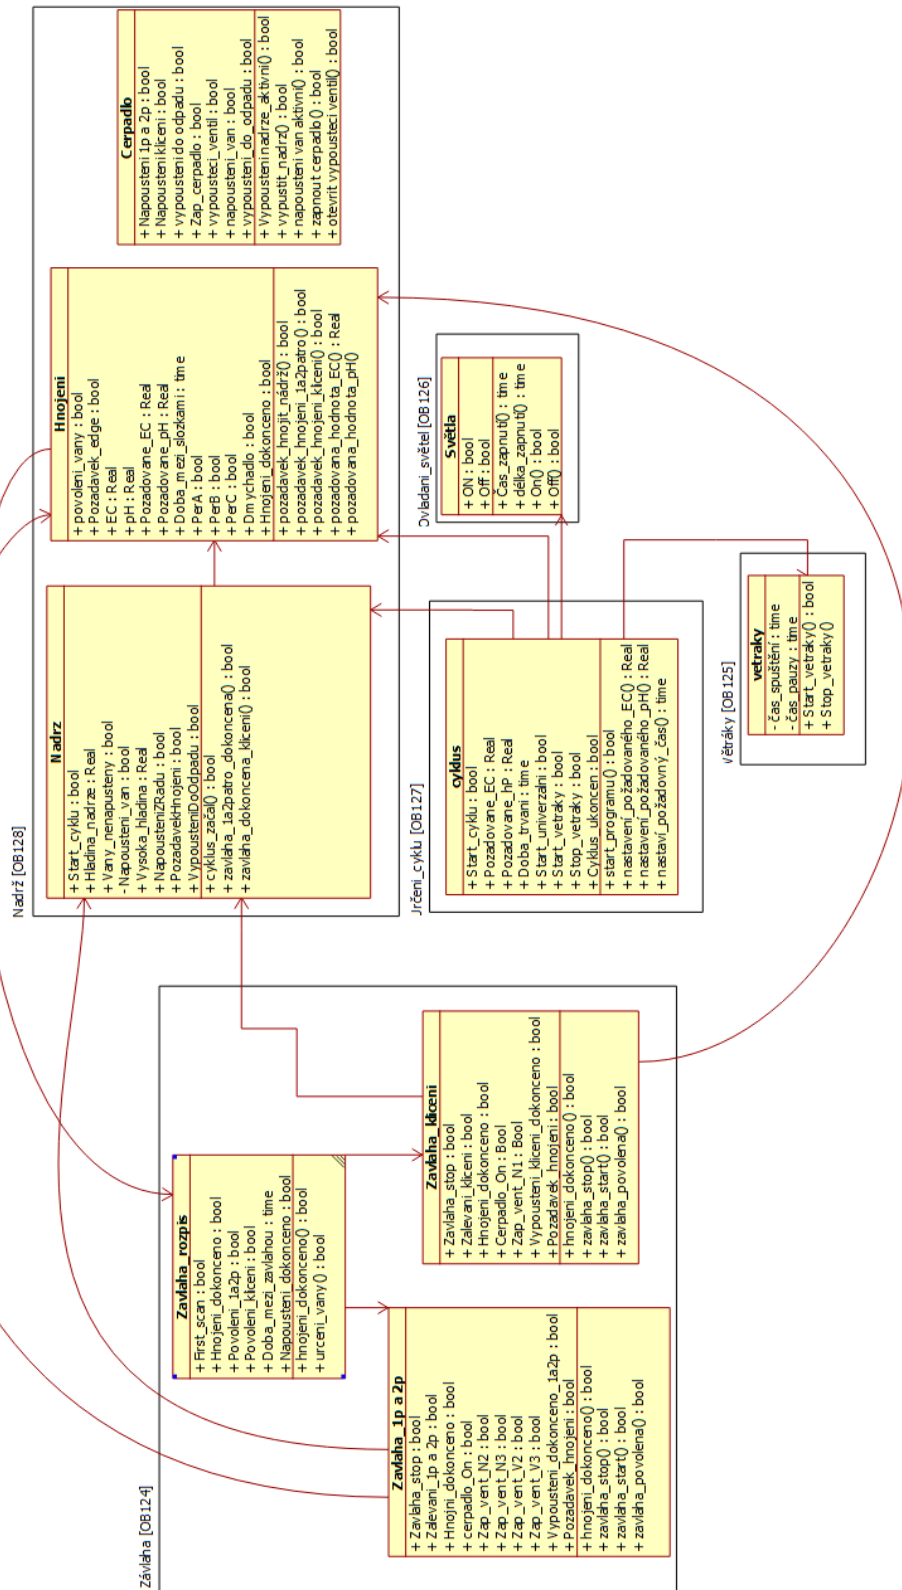 Závlaha [OB124]
Zavlaha_1p a 2p
+ Zavlaha_stop : bool
+ Zalevani_1p a 2p : bool
+ Hnojni_dokonceno : bool
+ cerpadlo_On : bool
+ Zap_vent_N2 : bool
+ Zap_vent_N3 : bool
+ Zap_vent_V2 : bool
+ Zap_vent_V3 : bool
+ Vypousteni_dokonceno_1a2p : bool
+ Pozadavek_hnojeni : bool
+ hnojeni_dokonceno() : bool
+ zavlaha_stop() : bool
+ zavlaha_start() : bool
+ zavlaha_povolena() : bool
Zavlaha_rozpis
+ First_scan : bool
+ Hnojeni_dokonceno : bool
+ Povoleni_1a2p : bool
+ Povoleni_kliceni : bool
+ Doba_mezi_zavlahou : time
+ Napousteni_dokonceno : bool
+ hnojeni_dokonceno() : bool
+ urceni_vany() : bool
Zavlaha_kliceni
+ Zavlaha_stop : bool
+ Zalevani_kliceni : bool
+ Hnojeni_dokonceno : bool
+ Cerpadlo_On : Bool
+ Zap_vent_N1 : Bool
+ Vypousteni_kliceni_dokonceno : bool
+ Pozadavek_hnojeni : bool
+ hnojeni_dokonceno() : bool
+ zavlaha_stop() : bool
+ zavlaha_start() : bool
+ zavlaha_povolena() : bool
Nadrž [OB128]
Nadrz
+ Start_cyklu : bool
+ Hladina_nadrze : Real
+ Vany_nenapusteny : bool
- Napousteni_van : bool
+ Vysoka_hladina : Real
+ NapousteniZRadu : bool
+ PozadavekHnojeni : bool
+ VypousteniDoOdpadu : bool
+ cyklus_začal() : bool
+ zavlaha_1a2patro_dokoncena() : bool
+ zavlaha_dokoncena_kliceni() : bool
Hnojeni
+ povoleni_vany : bool
+ Pozadavek_edge : bool
+ EC : Real
+ pH : Real
+ Pozadovane_EC : Real
+ Pozadovane_pH : Real
+ Doba_mezi_slozkami : time
+ PerA : bool
+ PerB : bool
+ PerC : bool
+ Dmychadlo : bool
+ Hnojeni_dokonceno : bool
+ pozadavek_hnojit_nádrž() : bool
+ pozadavek_hnojeni_1a2patro() : bool
+ pozadavek_hnojeni_kliceni() : bool
+ pozadovana_hodnota_EC() : Real
+ pozadovana_hodnota_pH()
Cerpadlo
+ Napousteni 1p a 2p : bool
+ Napousteni kliceni : bool
+ vypousteni do odpadu : bool
+ Zap_cerpadlo : bool
+ vypousteci_ventil : bool
+ napousteni_van : bool
+ vypousteni_do_odpadu : bool
+ Vypousteni nadrze_aktivni() : bool
+ vypustit_nadrz() : bool
+ napousteni van aktivni() : bool
+ zapnout cerpadlo() : bool
+ otevrit vypousteci ventil() : bool
Určeni_cyklu [OB127]
cyklus
+ Start_cyklu : bool
+ Pozadovane_EC : Real
+ Pozadovane_hP : Real
+ Doba_trvani : time
+ Start_univerzalni : bool
+ Start_vetraky : bool
+ Stop_vetraky : bool
- Cyklus_ukoncen : bool
+ start_programu() : bool
+ nastavení_požadovaného_EC() : Real
+ nastavení_požadovaného_pH() : Real
+ nastaví_požadovný_čas() : time
Ovladani_světel [OB126]
Světla
+ ON : bool
+ Off : bool
+ Čas_zapnutí() : time
+ délka_zapnutí() : time
+ On() : bool
+ Off() : bool
Větráky [OB125]
vetraky
- čas_spuštění : time
- čas_pauzy : time
+ Start_vetraky() : bool
+ Stop_vetraky()